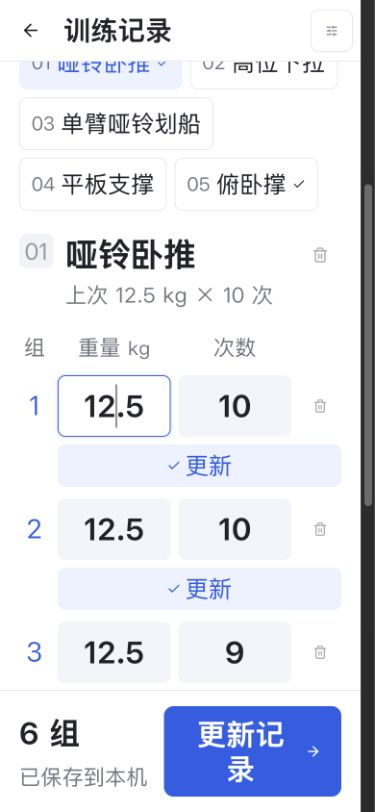 训练记录
01 哑铃卧推 ✓ 02 高位下拉
03 单臂哑铃划船
04 平板支撑 05 俯卧撑 ✓
01 哑铃卧推
上次 12.5 kg × 10 次
组 重量 kg 次数
1 12.5 10
✓ 更新
2 12.5 10
✓ 更新
3 12.5 9
6 组
已保存到本机
更新记
录 →